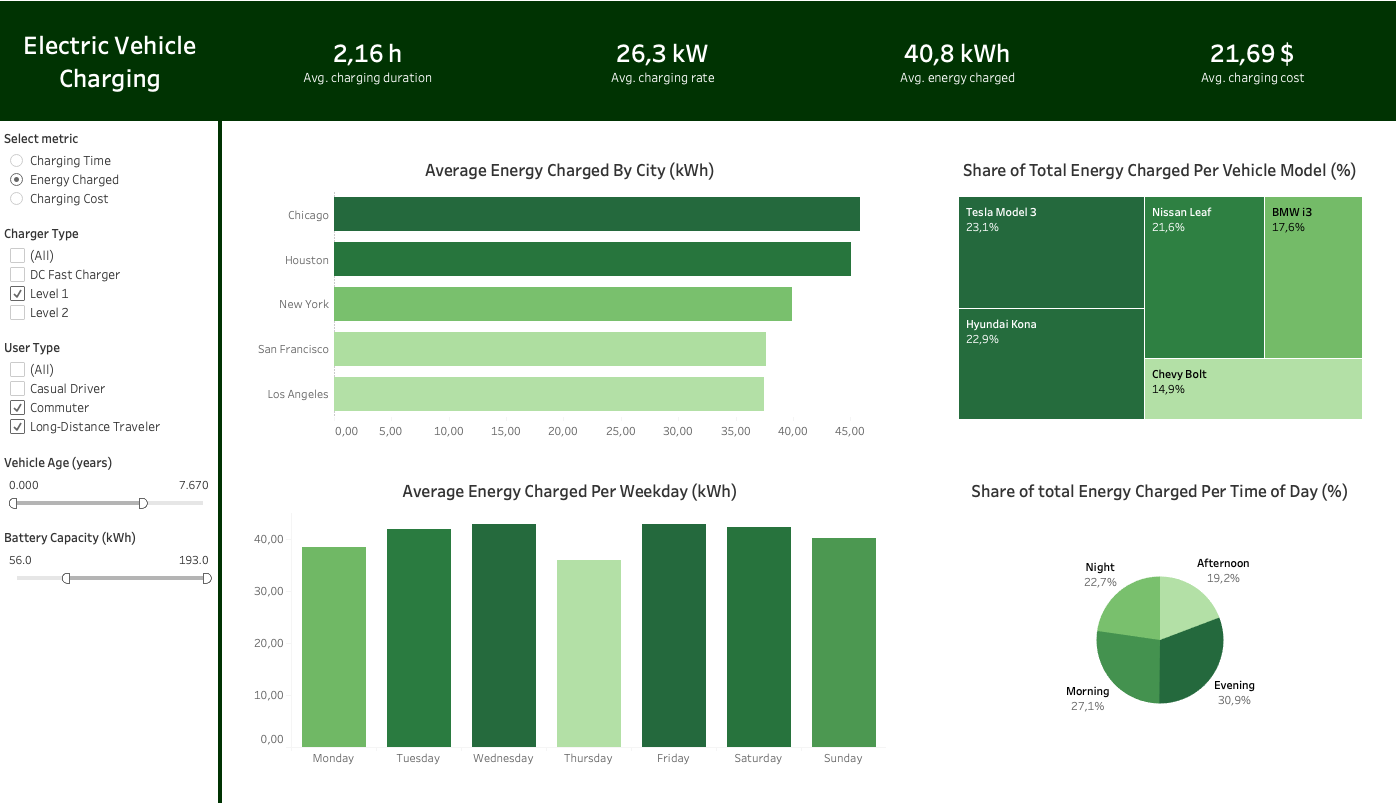 Electric Vehicle
Charging
2,16 h
Avg. charging duration
26,3 kW
Avg. charging rate
40,8 kWh
Avg. energy charged
21,69 $
Avg. charging cost
Select metric
Charging Time
Energy Charged
Charging Cost
Charger Type
(All)
DC Fast Charger
Level 1
Level 2
User Type
(All)
Casual Driver
Commuter
Long-Distance Traveler
Vehicle Age (years)
0.000 7.670
Battery Capacity (kWh)
56.0 193.0
Average Energy Charged By City (kWh)
Chicago
Houston
New York
San Francisco
Los Angeles
0,00 5,00 10,00 15,00 20,00 25,00 30,00 35,00 40,00 45,00
Share of Total Energy Charged Per Vehicle Model (%)
Tesla Model 3
23,1%
Hyundai Kona
22,9%
Nissan Leaf
21,6%
BMW i3
17,6%
Chevy Bolt
14,9%
Average Energy Charged Per Weekday (kWh)
40,00
30,00
20,00
10,00
0,00
Monday Tuesday Wednesday Thursday Friday Saturday Sunday
Share of total Energy Charged Per Time of Day (%)
Night
22,7%
Afternoon
19,2%
Morning
27,1%
Evening
30,9%